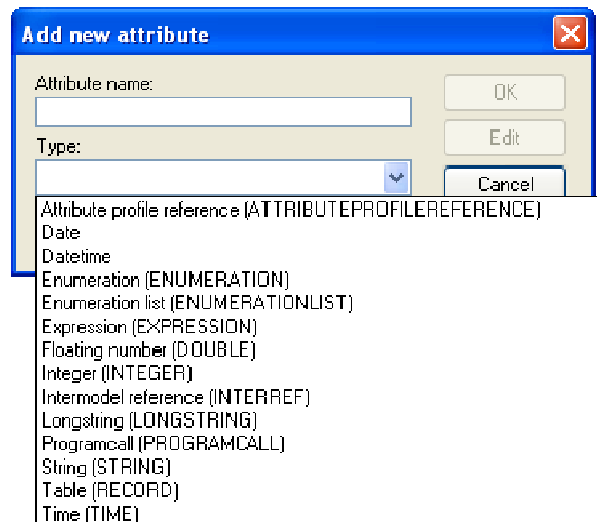 Add new attribute
Attribute name:
OK
Edit
Type:
Cancel
Attribute profile reference (ATTRIBUTEPROFILEREFERENCE)
Date
Datetime
Enumeration (ENUMERATION)
Enumeration list (ENUMERATIONLIST)
Expression (EXPRESSION)
Floating number (DOUBLE)
Integer (INTEGER)
Intermodel reference (INTERREF)
Longstring (LONGSTRING)
Programcall (PROGRAMCALL)
String (STRING)
Table (RECORD)
Time (TIME)